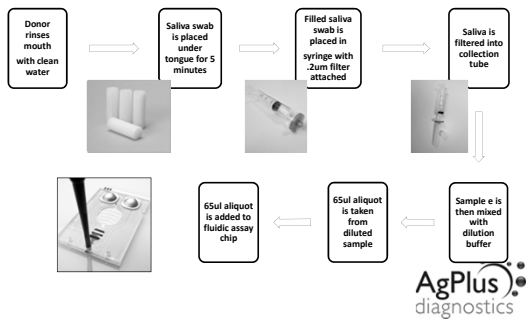 Donor
rinses
mouth
with clean
water
Saliva swab
is placed
under
tongue for 5
minutes
Filled saliva
swab is
placed in
syringe with
.2um filter
attached
Saliva is
filtered into
collection
tube
Sample e is
then mixed
with
dilution
buffer
65ul aliquot
is taken
from
diluted
sample
65ul aliquot
is added to
fluidic assay
chip
AgPlus
diagnostics